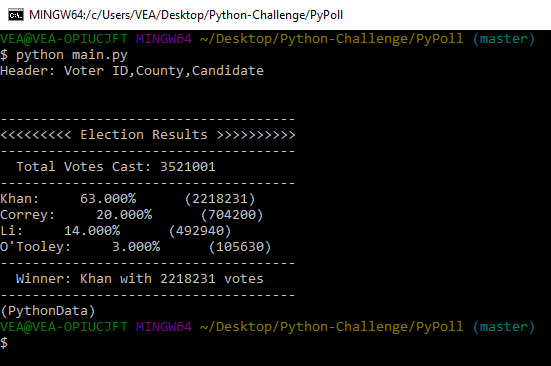 MINGW64:/c/Users/VEA/Desktop/Python-Challenge/PyPoll
VEA@VEA-OPIUCJFT MINGW64 ~/Desktop/Python-Challenge/PyPoll (master)
$ python main.py
Header: Voter ID,County,Candidate
-------------------------------------
<<<<<<<<< Election Results >>>>>>>>>>
-------------------------------------
  Total Votes Cast: 3521001
-------------------------------------
Khan:     63.000%      (2218231)
Correy:     20.000%      (704200)
Li:     14.000%      (492940)
O'Tooley:     3.000%      (105630)
-------------------------------------
  Winner: Khan with 2218231 votes
-------------------------------------
(PythonData)
VEA@VEA-OPIUCJFT MINGW64 ~/Desktop/Python-Challenge/PyPoll (master)
$